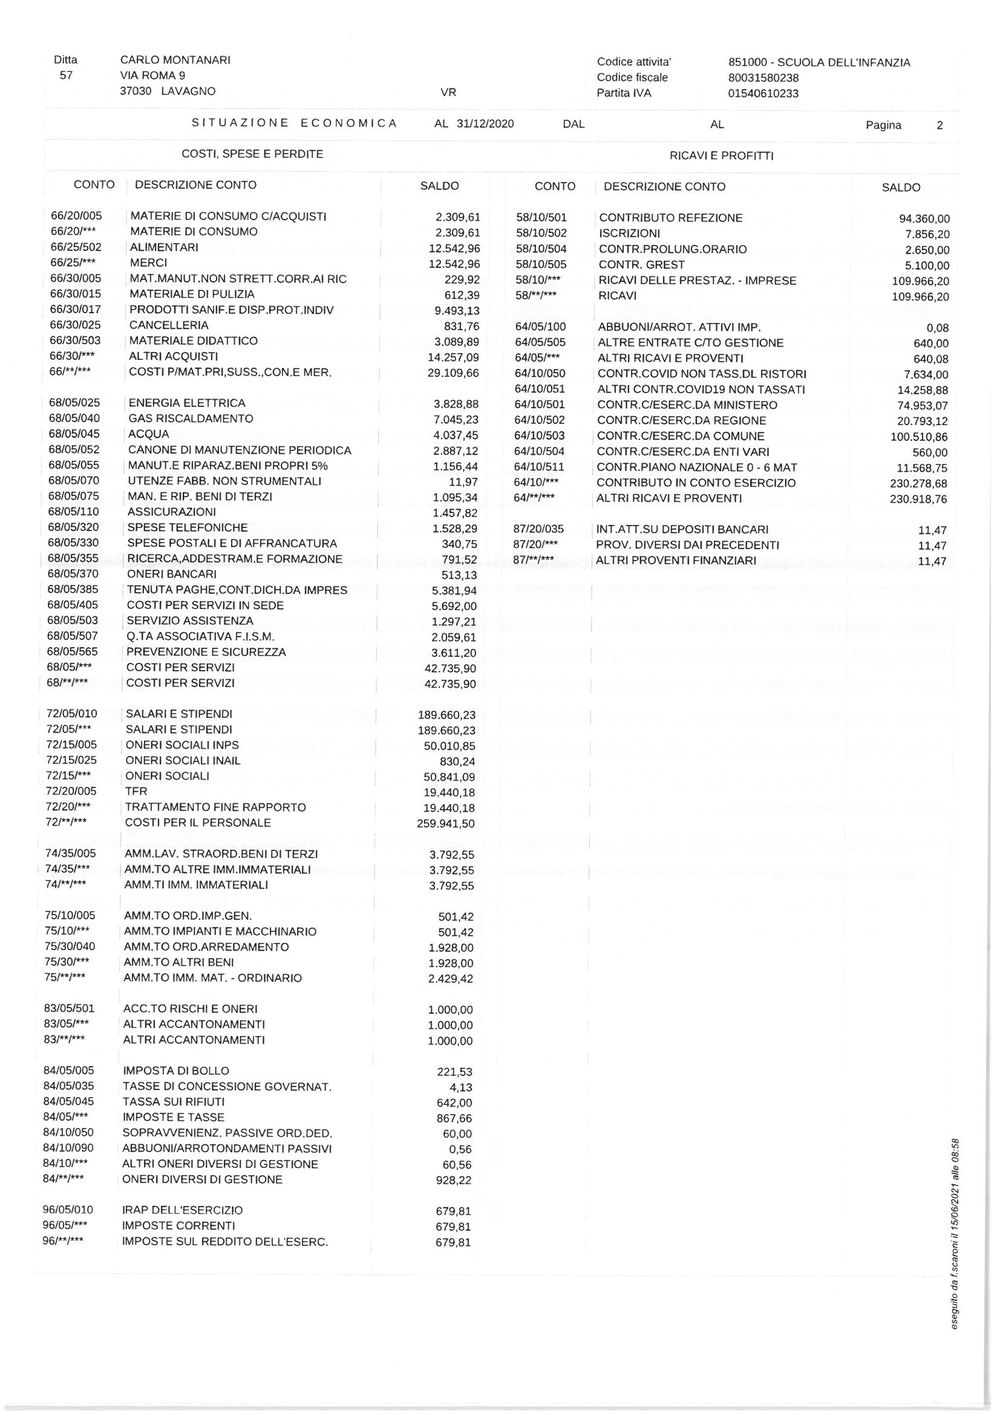 Ditta CARLO MONTANARI Codice attivita' 851000 - SCUOLA DELL'INFANZIA
57 VIA ROMA 9 Codice fiscale 80031580238
37030 LAVAGNO VR Partita IVA 01540610233
SITUAZIONE ECONOMICA AL 31/12/2020 DAL AL Pagina 2
COSTI, SPESE E PERDITE RICAVI E PROFITTI
CONTO DESCRIZIONE CONTO SALDO CONTO DESCRIZIONE CONTO SALDO
66/20/005 MATERIE DI CONSUMO C/ACQUISTI 2.309,61 58/10/501 CONTRIBUTO REFEZIONE 94.360,00
66/20/*** MATERIE DI CONSUMO 2.309,61 58/10/502 ISCRIZIONI 7.856,20
66/25/502 ALIMENTARI 12.542,96 58/10/504 CONTR.PROLUNG.ORARIO 2.650,00
66/25/*** MERCI 12.542,96 58/10/505 CONTR. GREST 5.100,00
66/30/005 MAT.MANUT.NON STRETT.CORR.AI RIC 229,92 58/10/*** RICAVI DELLE PRESTAZ. - IMPRESE 109.966,20
66/30/015 MATERIALE DI PULIZIA 612,39 58/**/*** RICAVI 109.966,20
66/30/017 PRODOTTI SANIF.E DISP.PROT.INDIV 9.493,13
66/30/025 CANCELLERIA 831,76 64/05/100 ABBUONI/ARROT. ATTIVI IMP. 0,08
66/30/503 MATERIALE DIDATTICO 3.089,89 64/05/505 ALTRE ENTRATE C/TO GESTIONE 640,00
66/30/*** ALTRI ACQUISTI 14.257,09 64/05/*** ALTRI RICAVI E PROVENTI 640,08
66/**/*** COSTI P/MAT.PRI,SUSS.,CON.E MER. 29.109,66 64/10/050 CONTR.COVID NON TASS.DL RISTORI 7.634,00
64/10/051 ALTRI CONTR.COVID19 NON TASSATI 14.258,88
68/05/025 ENERGIA ELETTRICA 3.828,88 64/10/501 CONTR.C/ESERC.DA MINISTERO 74.953,07
68/05/040 GAS RISCALDAMENTO 7.045,23 64/10/502 CONTR.C/ESERC.DA REGIONE 20.793,12
68/05/045 ACQUA 4.037,45 64/10/503 CONTR.C/ESERC.DA COMUNE 100.510,86
68/05/052 CANONE DI MANUTENZIONE PERIODICA 2.887,12 64/10/504 CONTR.C/ESERC.DA ENTI VARI 560,00
68/05/055 MANUT.E RIPARAZ.BENI PROPRI 5% 1.156,44 64/10/511 CONTR.PIANO NAZIONALE 0 - 6 MAT 11.568,75
68/05/070 UTENZE FABB. NON STRUMENTALI 11,97 64/10/*** CONTRIBUTO IN CONTO ESERCIZIO 230.278,68
68/05/075 MAN. E RIP. BENI DI TERZI 1.095,34 64/**/*** ALTRI RICAVI E PROVENTI 230.918,76
68/05/110 ASSICURAZIONI 1.457,82
68/05/320 SPESE TELEFONICHE 1.528,29 87/20/035 INT.ATT.SU DEPOSITI BANCARI 11,47
68/05/330 SPESE POSTALI E DI AFFRANCATURA 340,75 87/20/*** PROV. DIVERSI DAI PRECEDENTI 11,47
68/05/355 RICERCA,ADDESTRAM.E FORMAZIONE 791,52 87/**/*** ALTRI PROVENTI FINANZIARI 11,47
68/05/370 ONERI BANCARI 513,13
68/05/385 TENUTA PAGHE,CONT.DICH.DA IMPRES 5.381,94
68/05/405 COSTI PER SERVIZI IN SEDE 5.692,00
68/05/503 SERVIZIO ASSISTENZA 1.297,21
68/05/507 Q.TA ASSOCIATIVA F.I.S.M. 2.059,61
68/05/565 PREVENZIONE E SICUREZZA 3.611,20
68/05/*** COSTI PER SERVIZI 42.735,90
68/**/*** COSTI PER SERVIZI 42.735,90
72/05/010 SALARI E STIPENDI 189.660,23
72/05/*** SALARI E STIPENDI 189.660,23
72/15/005 ONERI SOCIALI INPS 50.010,85
72/15/025 ONERI SOCIALI INAIL 830,24
72/15/*** ONERI SOCIALI 50.841,09
72/20/005 TFR 19.440,18
72/20/*** TRATTAMENTO FINE RAPPORTO 19.440,18
72/**/*** COSTI PER IL PERSONALE 259.941,50
74/35/005 AMM.LAV. STRAORD.BENI DI TERZI 3.792,55
74/35/*** AMM.TO ALTRE IMM.IMMATERIALI 3.792,55
74/**/*** AMM.TI IMM. IMMATERIALI 3.792,55
75/10/005 AMM.TO ORD.IMP.GEN. 501,42
75/10/*** AMM.TO IMPIANTI E MACCHINARIO 501,42
75/30/040 AMM.TO ORD.ARREDAMENTO 1.928,00
75/30/*** AMM.TO ALTRI BENI 1.928,00
75/**/*** AMM.TO IMM. MAT. - ORDINARIO 2.429,42
83/05/501 ACC.TO RISCHI E ONERI 1.000,00
83/05/*** ALTRI ACCANTONAMENTI 1.000,00
83/**/*** ALTRI ACCANTONAMENTI 1.000,00
84/05/005 IMPOSTA DI BOLLO 221,53
84/05/035 TASSE DI CONCESSIONE GOVERNAT. 4,13
84/05/045 TASSA SUI RIFIUTI 642,00
84/05/*** IMPOSTE E TASSE 867,66
84/10/050 SOPRAVVENIENZ. PASSIVE ORD.DED. 60,00
84/10/090 ABBUONI/ARROTONDAMENTI PASSIVI 0,56
84/10/*** ALTRI ONERI DIVERSI DI GESTIONE 60,56
84/**/*** ONERI DIVERSI DI GESTIONE 928,22
96/05/010 IRAP DELL'ESERCIZIO 679,81
96/05/*** IMPOSTE CORRENTI 679,81
96/**/*** IMPOSTE SUL REDDITO DELL'ESERC. 679,81
eseguito da f.scaroni il 15/06/2021 alle 08:58